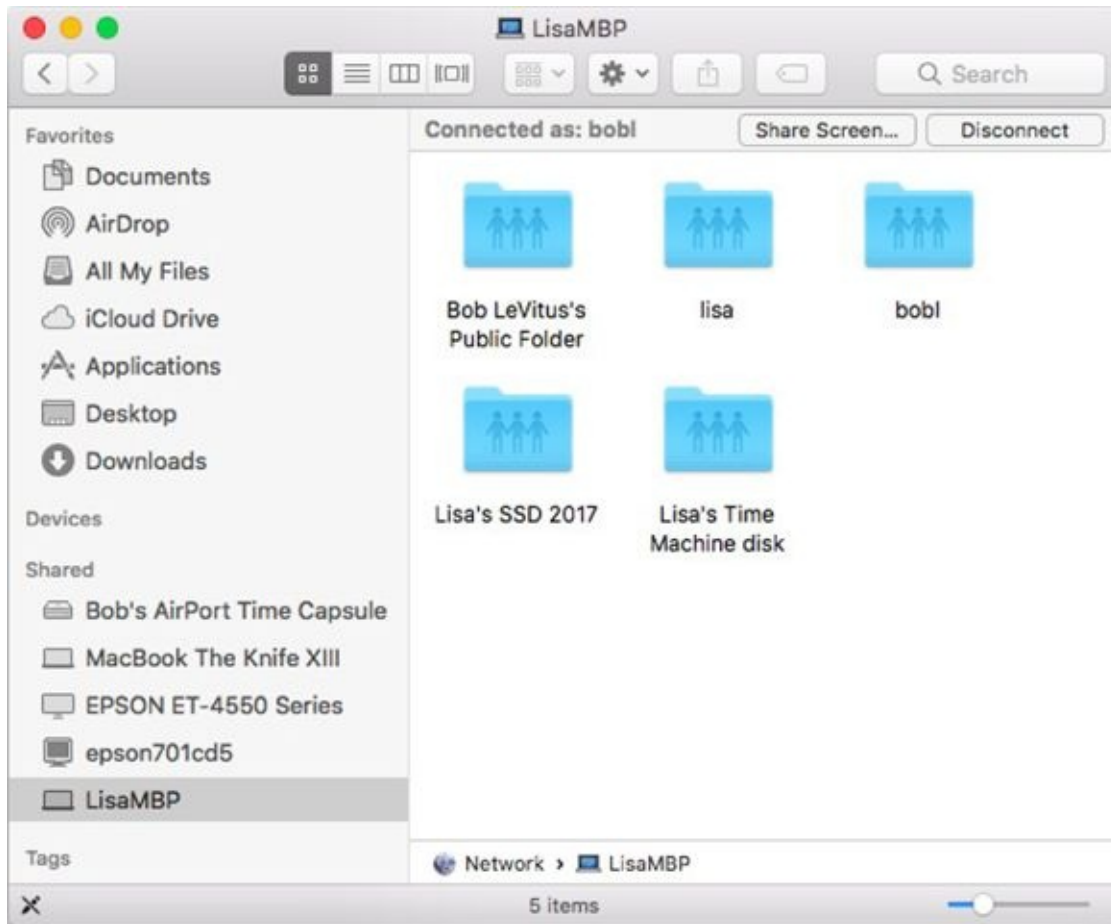 LisaMBP
Search
Favorites
Documents
AirDrop
All My Files
iCloud Drive
Applications
Desktop
Downloads
Devices
Shared
Bob's AirPort Time Capsule
MacBook The Knife XIII
EPSON ET-4550 Series
epson701cd5
LisaMBP
Tags
Connected as: bobl
Share Screen...
Disconnect
Bob LeVitus's
Public Folder
lisa
bobl
Lisa's SSD 2017
Lisa's Time
Machine disk
Network › LisaMBP
5 items